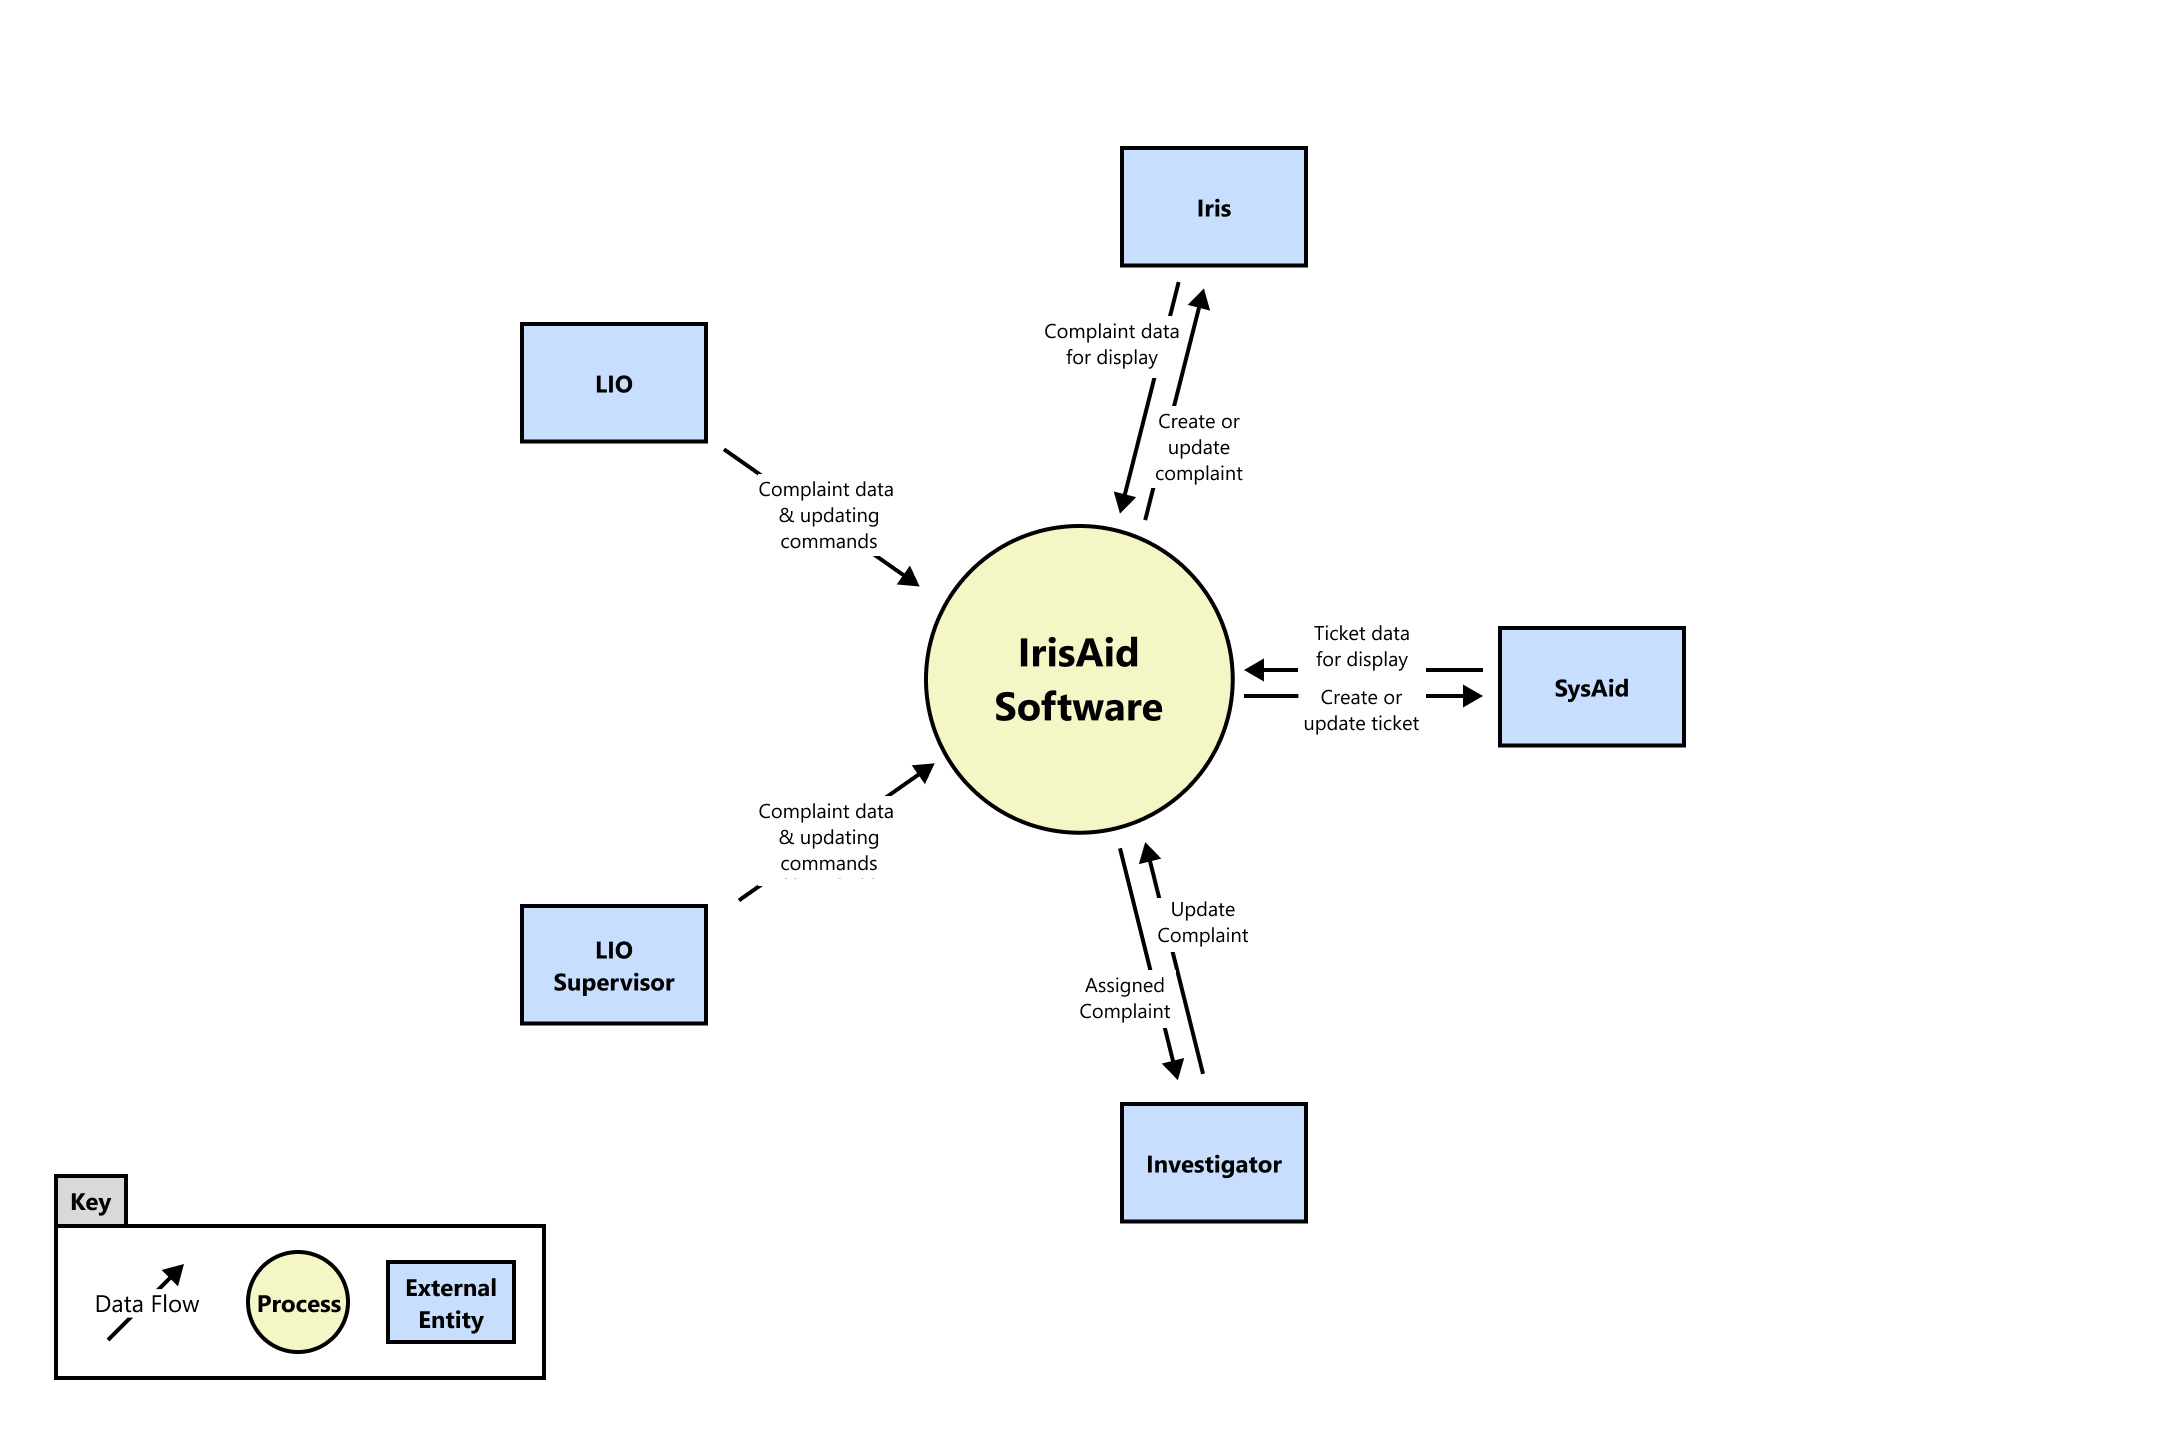 Iris
Complaint data
for display
Create or
update
complaint
LIO
Complaint data
& updating
commands
IrisAid
Software
Ticket data
for display
Create or
update ticket
SysAid
Complaint data
& updating
commands
LIO
Supervisor
Update
Complaint
Assigned
Complaint
Investigator
Key
Data Flow
Process
External
Entity